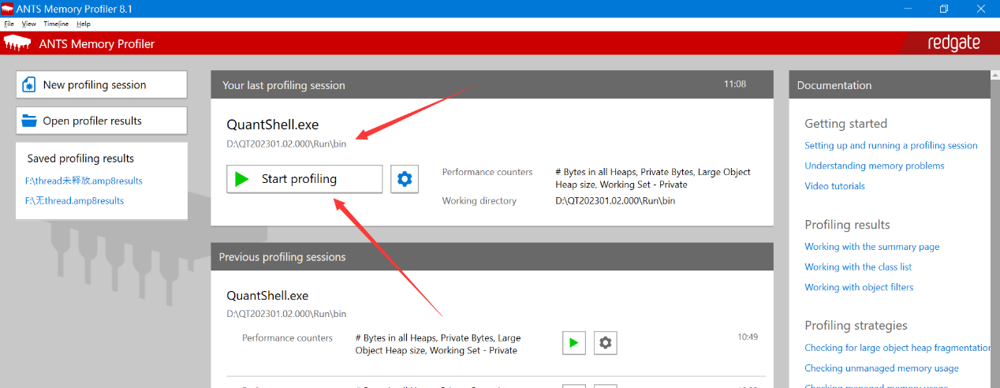 ANTS Memory Profiler 8.1
File View Timeline Help
ANTS Memory Profiler
redgate
New profiling session
Open profiler results
Saved profiling results
F:\thread未释放.amp8results
F:\无thread.amp8results
Your last profiling session 11:08
QuantShell.exe
D:\QT202301.02.000\Run\bin
Start profiling
Performance counters # Bytes in all Heaps, Private Bytes, Large Object
Heap size, Working Set - Private
Working directory D:\QT202301.02.000\Run\bin
Previous profiling sessions
QuantShell.exe
D:\QT202301.02.000\Run\bin
Performance counters # Bytes in all Heaps, Private Bytes, Large
Object Heap size, Working Set - Private
10:49
Documentation
Getting started
Setting up and running a profiling session
Understanding memory problems
Video tutorials
Profiling results
Working with the summary page
Working with the class list
Working with object filters
Profiling strategies
Checking for large object heap fragmentation
Checking unmanaged memory usage
Checking managed memory usage